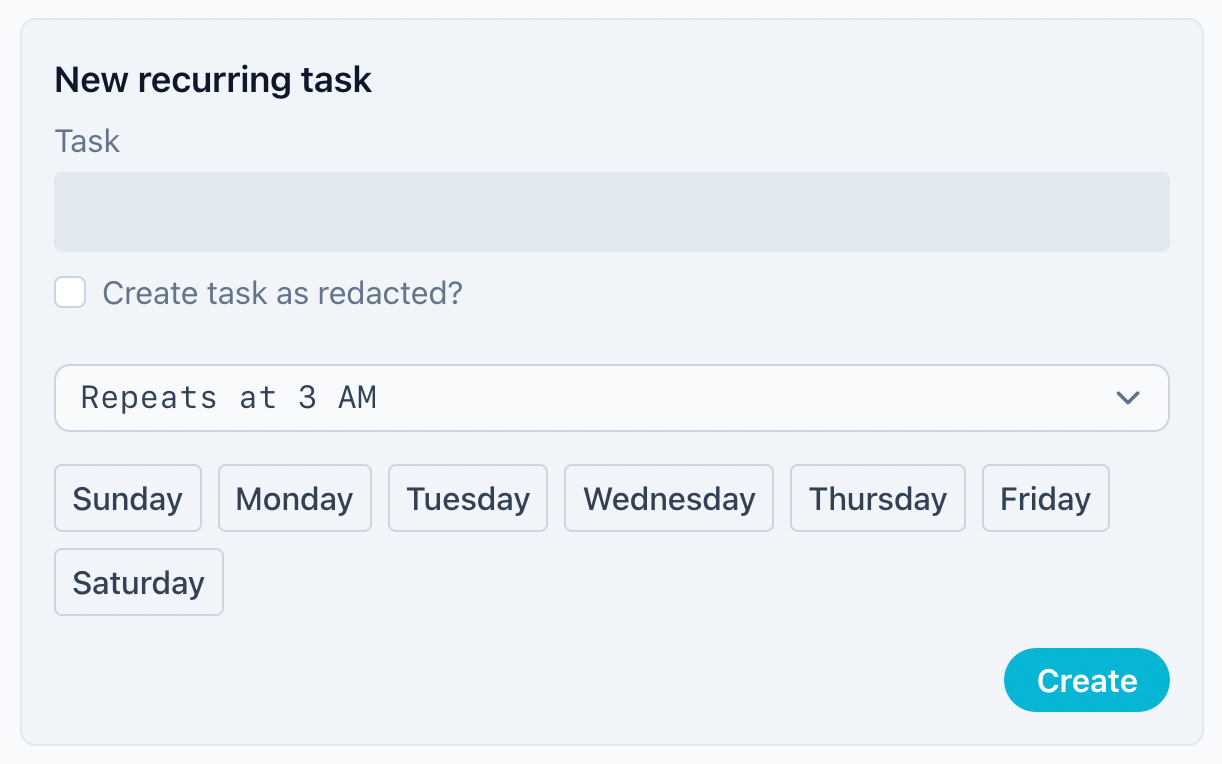 New recurring task
Task
Create task as redacted?
Repeats at 3 AM
Sunday Monday Tuesday Wednesday Thursday Friday
Saturday
Create